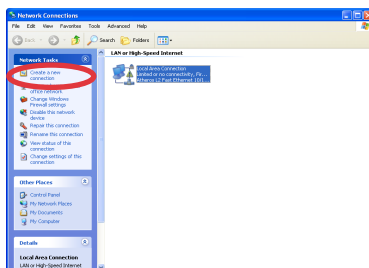 Network Connections
File Edit View Favorites Tools Advanced Help
Back Search Folders
Network Tasks
Create a new
connection
office network
Change Windows
Firewall settings
Disable this network
device
Repair this connection
Rename this connection
View status of this
connection
Change settings of this
connection
Other Places
Control Panel
My Network Places
My Documents
My Computer
Details
Local Area Connection
LAN or High-Speed Internet
LAN or High-Speed Internet
Local Area Connection
Limited or no connectivity, Fir...
Atheros L2 Fast Ethernet